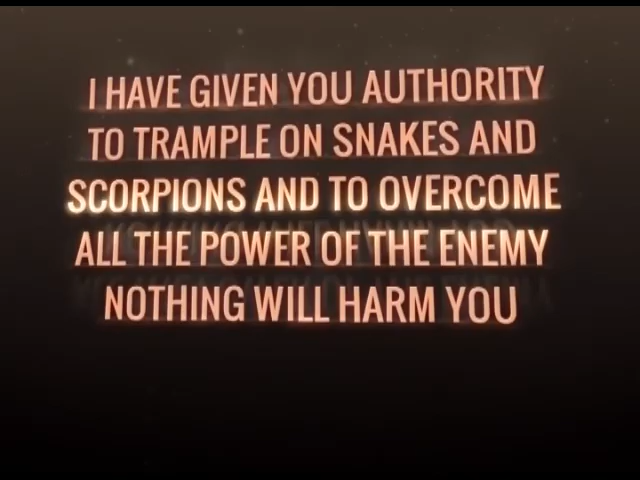 I HAVE GIVEN YOU AUTHORITY
TO TRAMPLE ON SNAKES AND
SCORPIONS AND TO OVERCOME
ALL THE POWER OF THE ENEMY
NOTHING WILL HARM YOU